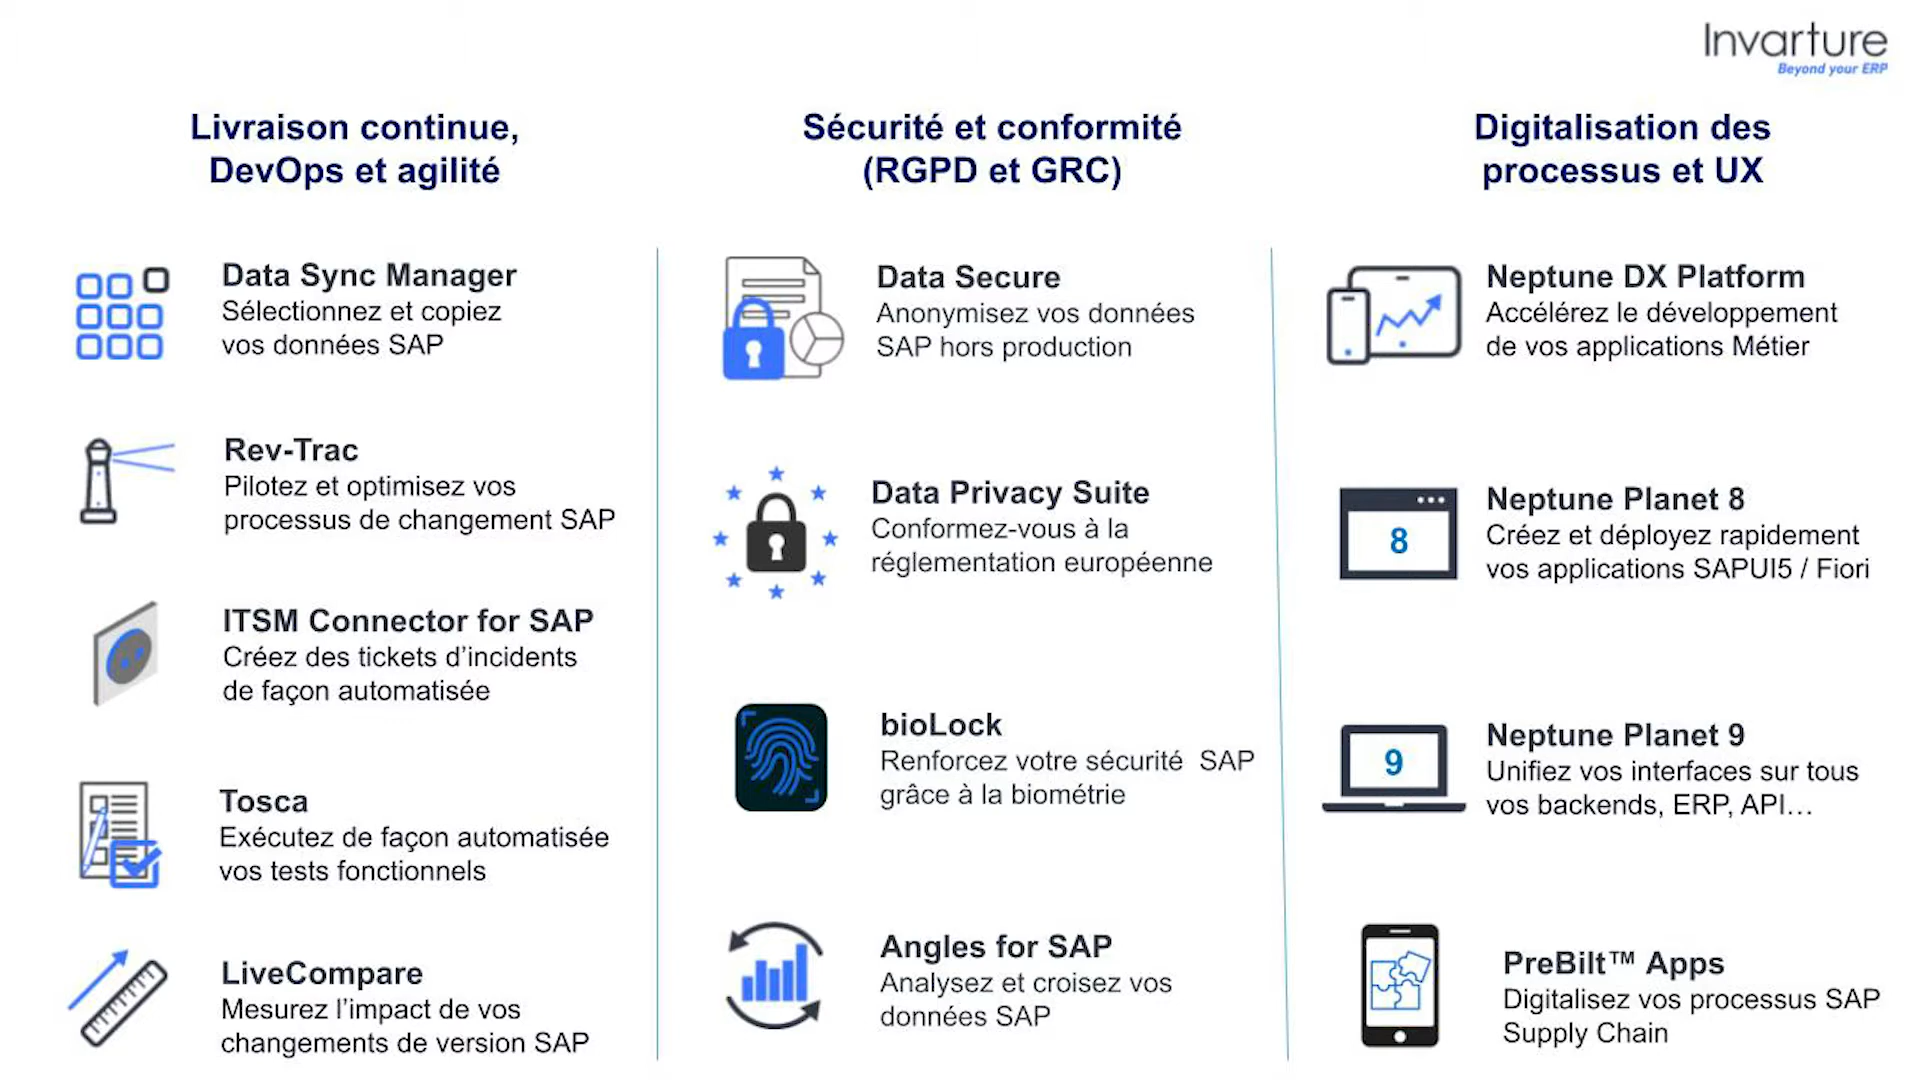 Invarture
Beyond your ERP
Livraison continue,
DevOps et agilité
Data Sync Manager
Sélectionnez et copiez
vos données SAP
Rev-Trac
Pilotez et optimisez vos
processus de changement SAP
ITSM Connector for SAP
Créez des tickets d’incidents
de façon automatisée
Tosca
Exécutez de façon automatisée
vos tests fonctionnels
LiveCompare
Mesurez l’impact de vos
changements de version SAP
Sécurité et conformité
(RGPD et GRC)
Data Secure
Anonymisez vos données
SAP hors production
Data Privacy Suite
Conformez-vous à la
réglementation européenne
bioLock
Renforcez votre sécurité  SAP
grâce à la biométrie
Angles for SAP
Analysez et croisez vos
données SAP
Digitalisation des
processus et UX
Neptune DX Platform
Accélérez le développement
de vos applications Métier
8
Neptune Planet 8
Créez et déployez rapidement
vos applications SAPUI5 / Fiori
9
Neptune Planet 9
Unifiez vos interfaces sur tous
vos backends, ERP, API…
PreBilt™ Apps
Digitalisez vos processus SAP
Supply Chain